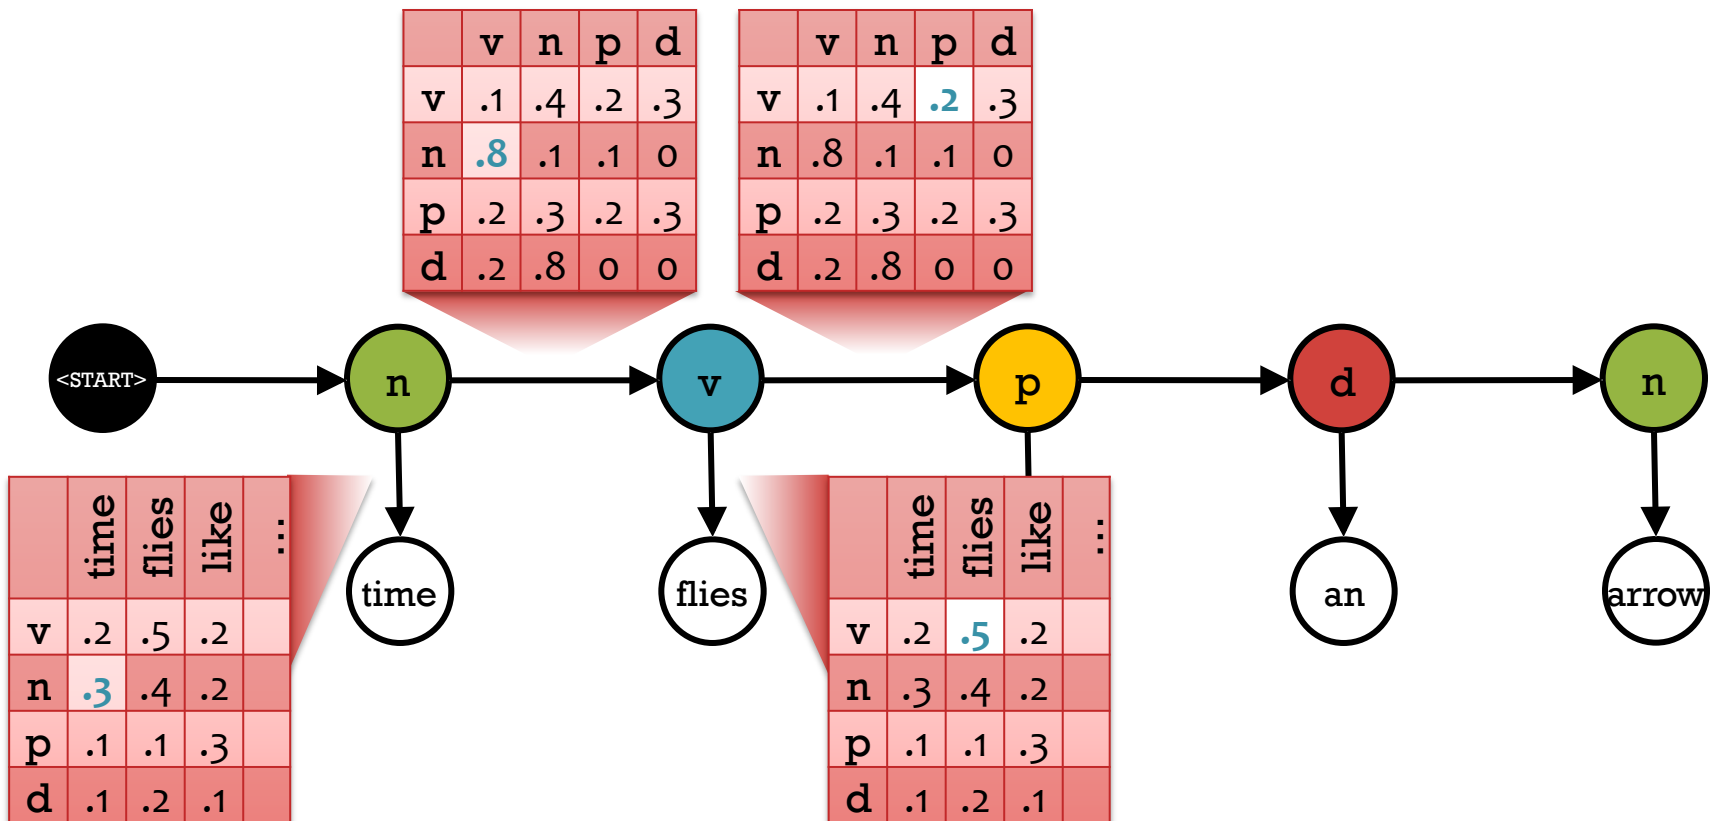 v n p d
v .1 .4 .2 .3
n .8 .1 .1 0
p .2 .3 .2 .3
d .2 .8 0 0
v n p d
v .1 .4 .2 .3
n .8 .1 .1 0
p .2 .3 .2 .3
d .2 .8 0 0
<START> n v p d n
time flies like ...
v .2 .5 .2
n .3 .4 .2
p .1 .1 .3
d .1 .2 .1
time flies
time flies like ...
v .2 .5 .2
n .3 .4 .2
p .1 .1 .3
d .1 .2 .1
an arrow